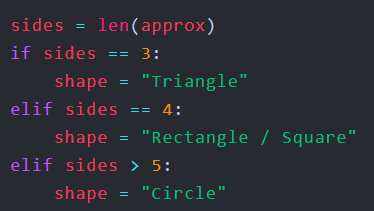 sides = len(approx)
if sides == 3:
    shape = "Triangle"
elif sides == 4:
    shape = "Rectangle / Square"
elif sides > 5:
    shape = "Circle"